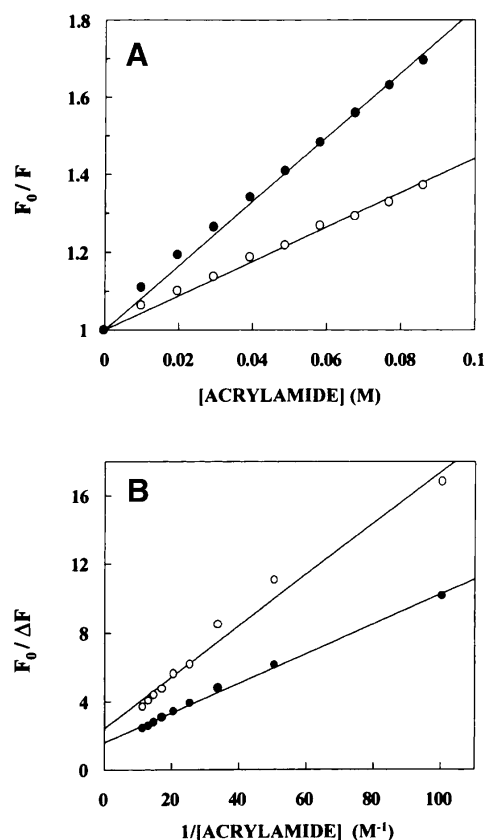 A
1.8
1.6
1.4
1.2
1
F₀ / F
0 0.02 0.04 0.06 0.08 0.1
[ACRYLAMIDE] (M)
B
16
12
8
4
0
F₀ / ΔF
0 20 40 60 80 100
1/[ACRYLAMIDE] (M⁻¹)